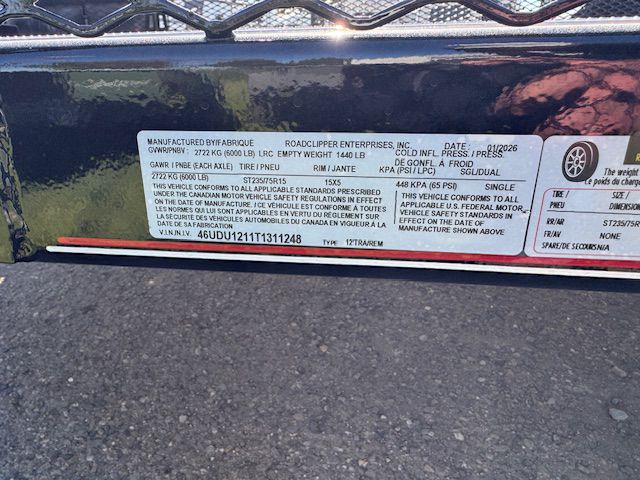 MANUFACTURED BY/FABRIQUE ROADCLIPPER ENTERPRISES, INC. DATE : 01/2026
GVWR/PNBV : 2722 KG (6000 LB) LRC EMPTY WEIGHT 1440 LB COLD INFL. PRESS. / PRESS.
DE GONFL. À FROID
GAWR / PNBE (EACH AXLE) TIRE / PNEU RIM / JANTE KPA (PSI / LPC) SGL/DUAL
2722 KG (6000 LB) ST235/75R15 15X5 448 KPA (65 PSI) SINGLE
THIS VEHICLE CONFORMS TO ALL APPLICABLE STANDARDS PRESCRIBED
UNDER THE CANADIAN MOTOR VEHICLE SAFETY REGULATIONS IN EFFECT
ON THE DATE OF MANUFACTURE / CE VÉHICULE EST CONFORME À TOUTES
LES NORMES QUI LUI SONT APPLICABLES EN VERTU DU RÈGLEMENT SUR
LA SÉCURITÉ DES VÉHICULES AUTOMOBILES DU CANADA EN VIGUEUR À LA
DATE DE SA FABRICATION
THIS VEHICLE CONFORMS TO ALL
APPLICABLE U.S. FEDERAL MOTOR
VEHICLE SAFETY STANDARDS IN
EFFECT ON THE DATE OF
MANUFACTURE SHOWN ABOVE
V.I.N./N.I.V. 46UDU1211T1311248 TYPE 12TRA/REM
The weight
Le poids du char
TIRE / SIZE /
PNEU DIMENSION
RR/AR ST235/75R
FR/AV NONE
SPARE/DE SECOURS N/A